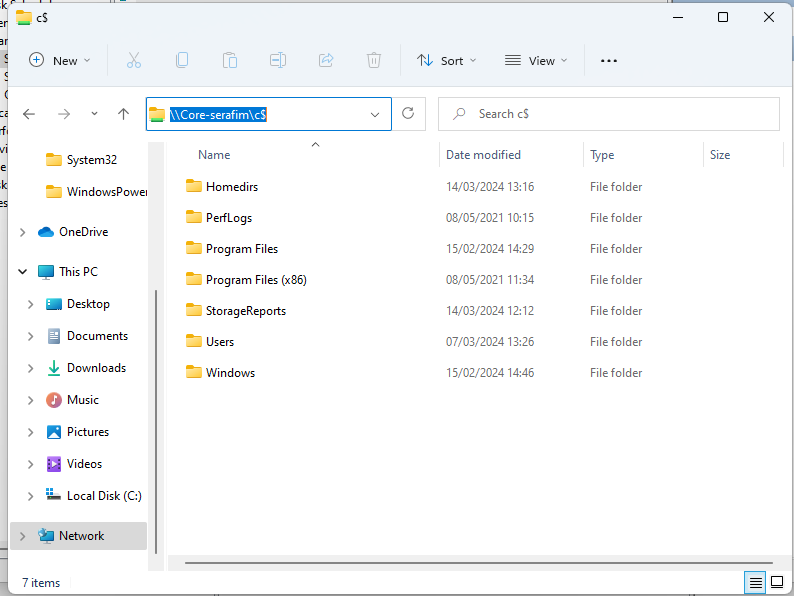 c$
New
Sort
View
\\Core-serafim\c$
Search c$
System32
WindowsPower
OneDrive
This PC
Desktop
Documents
Downloads
Music
Pictures
Videos
Local Disk (C:)
Network
Name Date modified Type Size
Homedirs 14/03/2024 13:16 File folder
PerfLogs 08/05/2021 10:15 File folder
Program Files 15/02/2024 14:29 File folder
Program Files (x86) 08/05/2021 11:34 File folder
StorageReports 14/03/2024 12:12 File folder
Users 07/03/2024 13:26 File folder
Windows 15/02/2024 14:46 File folder
7 items